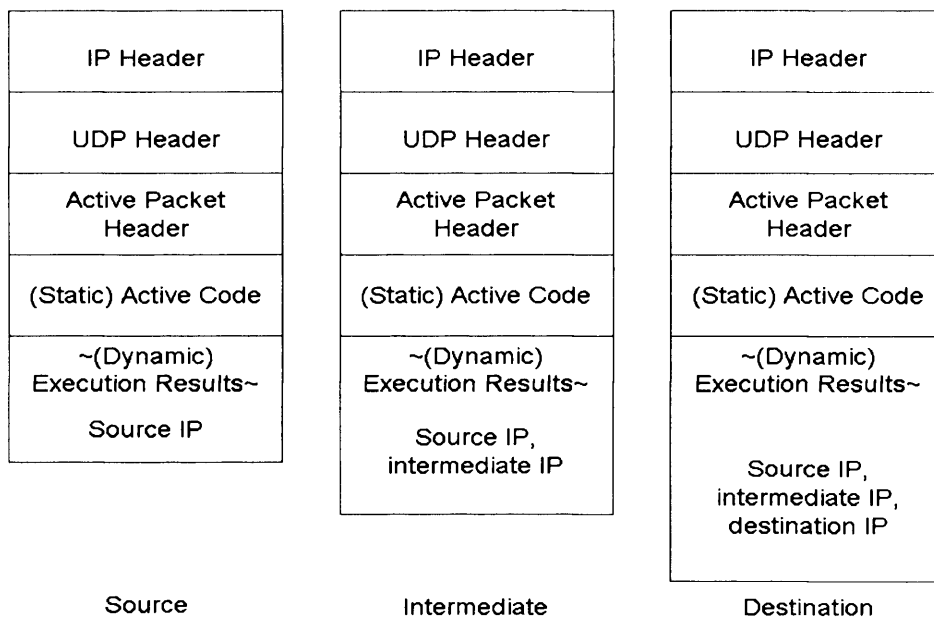 IP Header
UDP Header
Active Packet
Header
(Static) Active Code
~(Dynamic)
Execution Results~
Source IP
Source
IP Header
UDP Header
Active Packet
Header
(Static) Active Code
~(Dynamic)
Execution Results~
Source IP,
intermediate IP
Intermediate
IP Header
UDP Header
Active Packet
Header
(Static) Active Code
~(Dynamic)
Execution Results~
Source IP,
intermediate IP,
destination IP
Destination